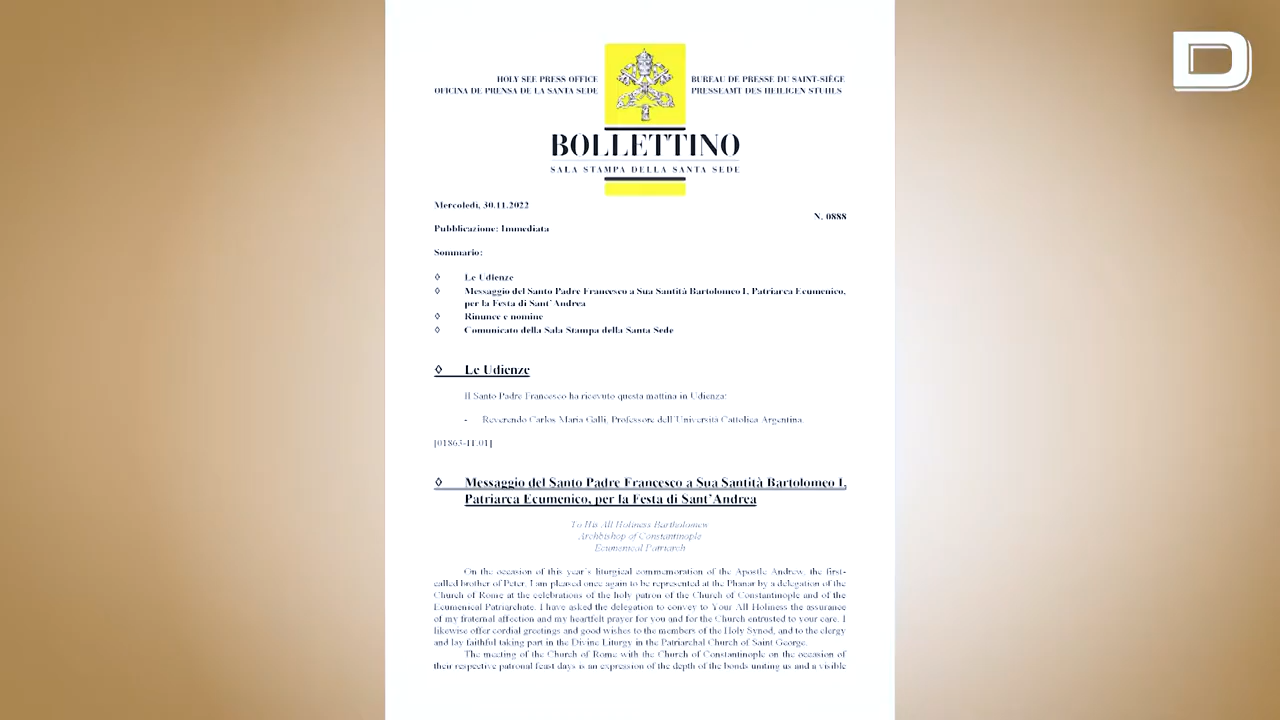 D
HOLY SEE PRESS OFFICE
OFICINA DE PRENSA DE LA SANTA SEDE
BUREAU DE PRESSE DU SAINT-SIÈGE
PRESSEAMT DES HEILIGEN STUHLS
BOLLETTINO
SALA STAMPA DELLA SANTA SEDE
Mercoledì, 30.11.2022
N. 0888
Pubblicazione: Immediata
Sommario:
◊ Le Udienze
◊ Messaggio del Santo Padre Francesco a Sua Santità Bartolomeo I, Patriarca Ecumenico,
per la Festa di Sant'Andrea
◊ Rinunce e nomine
◊ Comunicato della Sala Stampa della Santa Sede
◊ Le Udienze
Il Santo Padre Francesco ha ricevuto questa mattina in Udienza:
- Reverendo Carlos Maria Galli, Professore dell'Università Cattolica Argentina.
[01863-IT.01]
◊ Messaggio del Santo Padre Francesco a Sua Santità Bartolomeo I,
Patriarca Ecumenico, per la Festa di Sant'Andrea
To His All Holiness Bartholomew
Archbishop of Constantinople
Ecumenical Patriarch
On the occasion of this year's liturgical commemoration of the Apostle Andrew, the first-
called brother of Peter, I am pleased once again to be represented at the Phanar by a delegation of the
Church of Rome at the celebrations of the holy patron of the Church of Constantinople and of the
Ecumenical Patriarchate. I have asked the delegation to convey to Your All Holiness the assurance
of my fraternal affection and my heartfelt prayer for you and for the Church entrusted to your care. I
likewise offer cordial greetings and good wishes to the members of the Holy Synod, and to the clergy
and lay faithful taking part in the Divine Liturgy in the Patriarchal Church of Saint George.
The meeting of the Church of Rome with the Church of Constantinople on the occasion of
their respective patronal feast days is an expression of the depth of the bonds uniting us and a visible